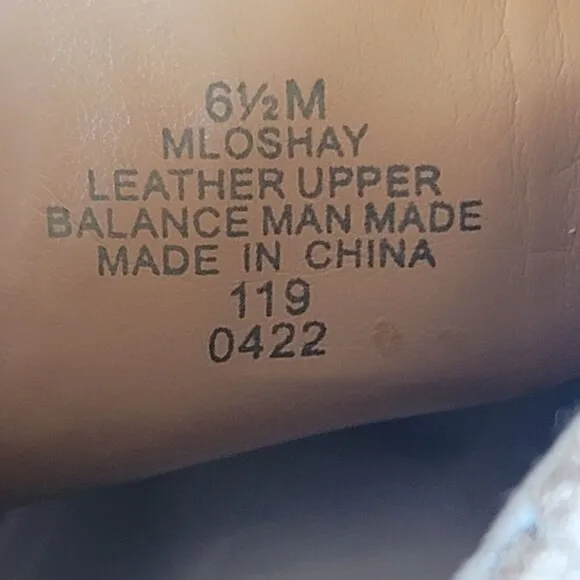 6½M
MLOSHAY
LEATHER UPPER
BALANCE MAN MADE
MADE IN CHINA
119
0422